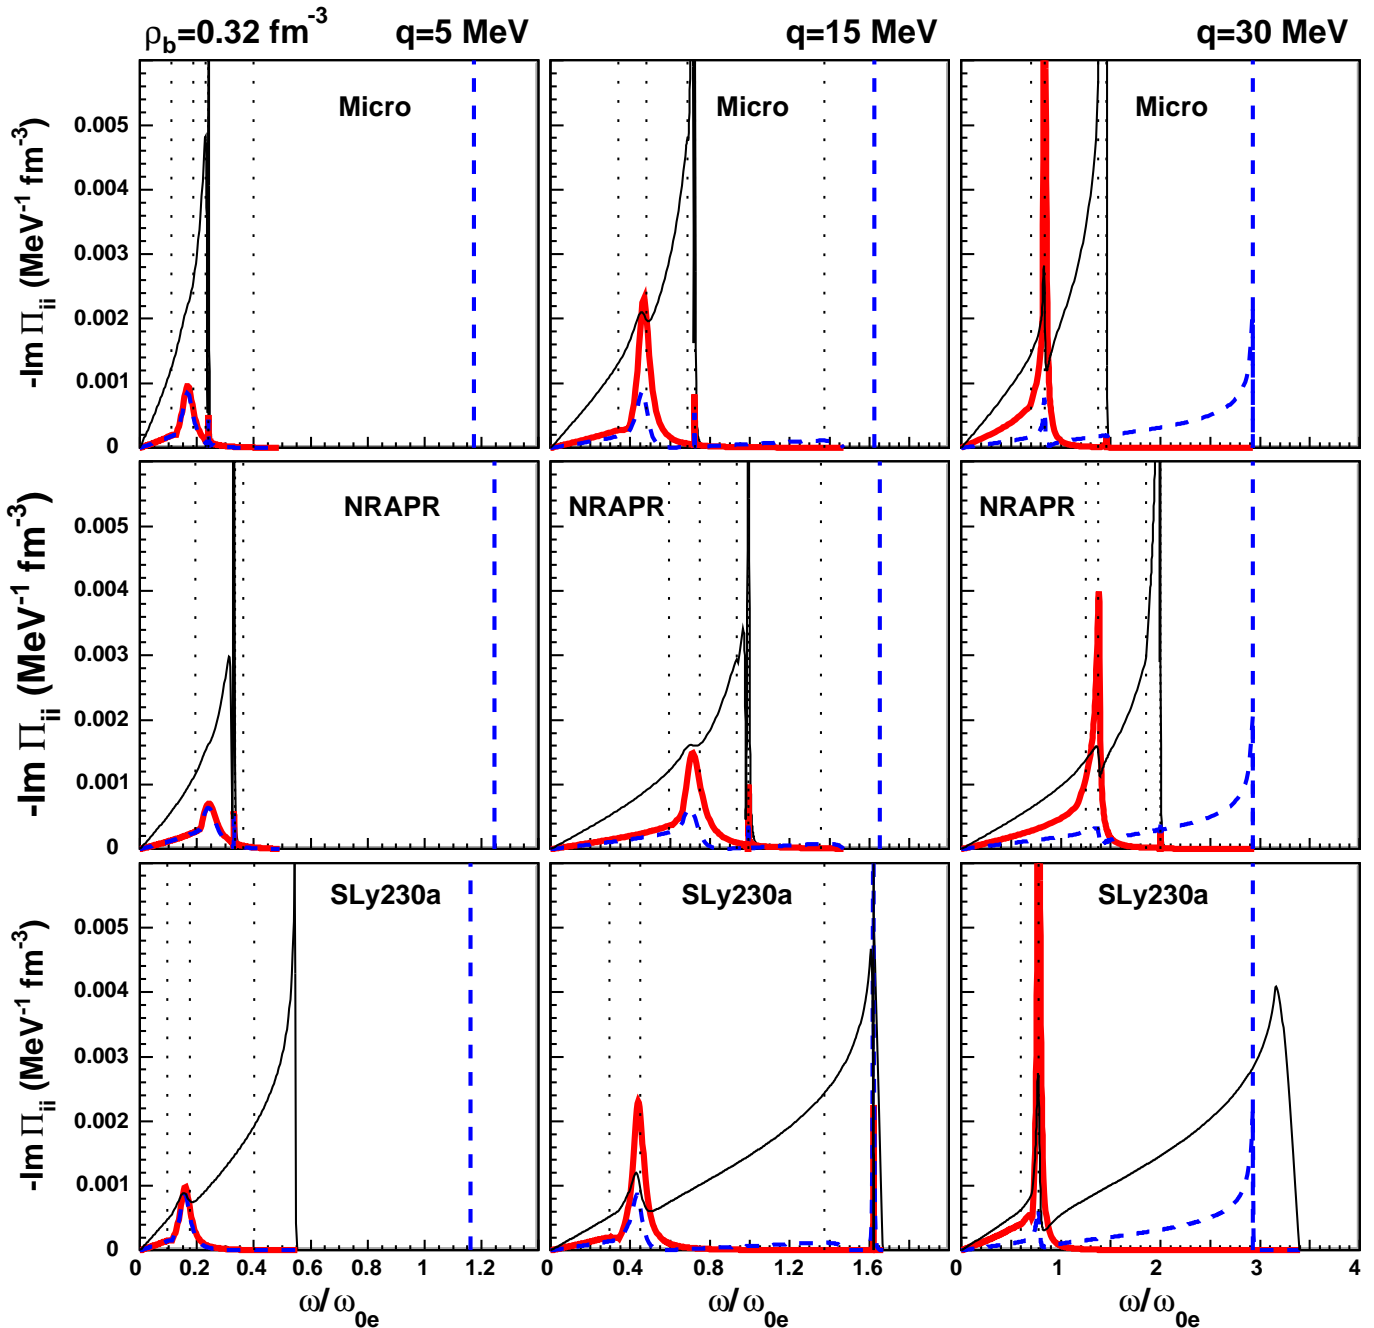 ρb=0.32 fm-3 q=5 MeV q=15 MeV q=30 MeV
Micro Micro Micro
-Im Πii (MeV-1 fm-3)
0.005
0.004
0.003
0.002
0.001
0
NRAPR NRAPR NRAPR
-Im Πii (MeV-1 fm-3)
0.005
0.004
0.003
0.002
0.001
0
SLy230a SLy230a SLy230a
-Im Πii (MeV-1 fm-3)
0.005
0.004
0.003
0.002
0.001
0
0 0.2 0.4 0.6 0.8 1 1.2 0 0.4 0.8 1.2 1.6 0 1 2 3 4
ω/ω0e ω/ω0e ω/ω0e